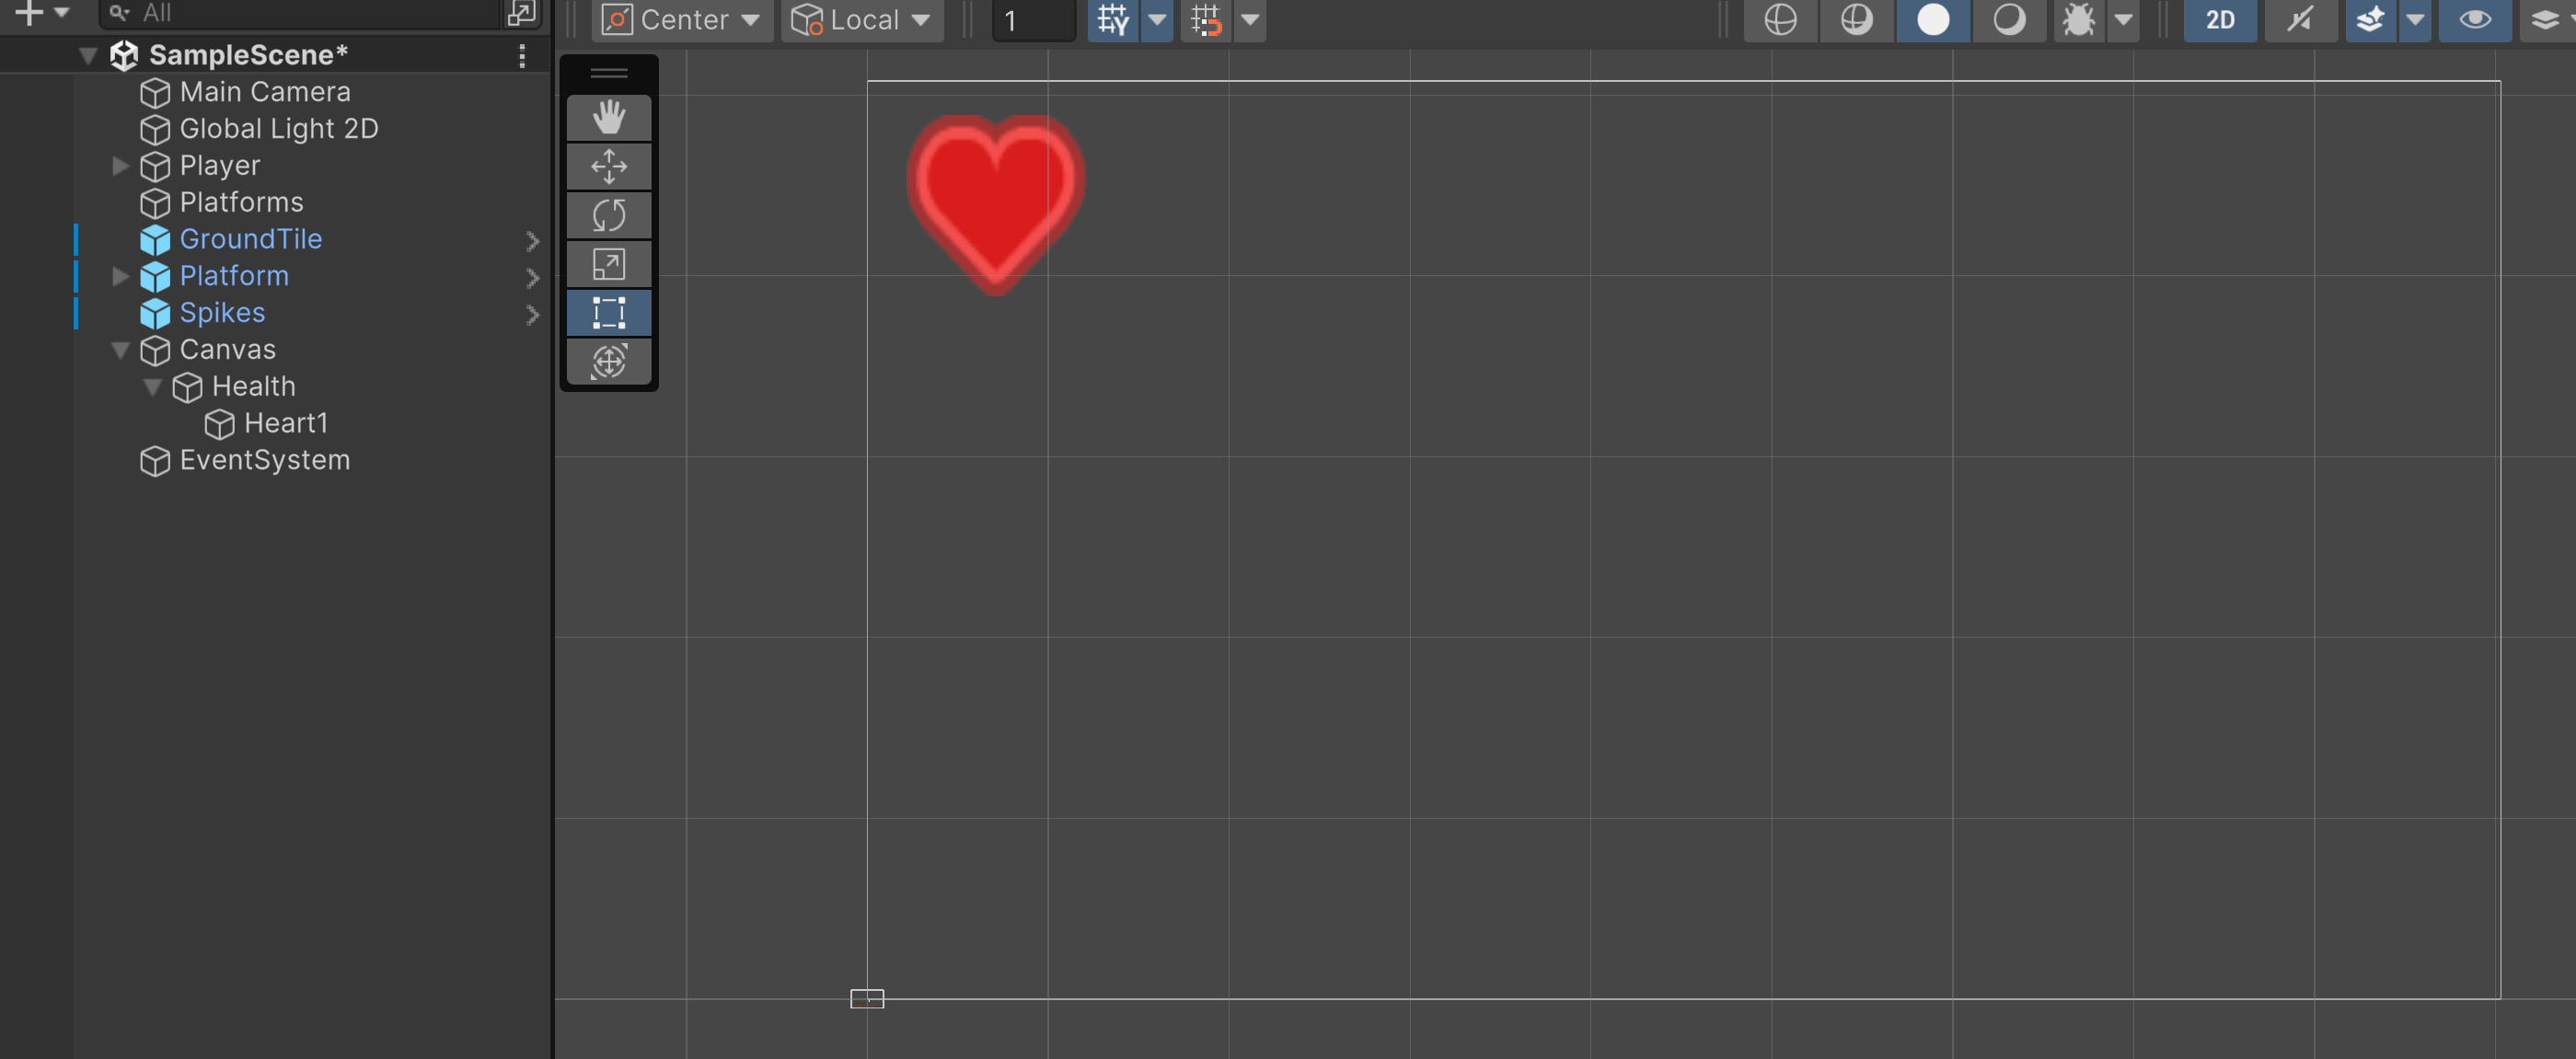 All
SampleScene*
Main Camera
Global Light 2D
Player
Platforms
GroundTile
Platform
Spikes
Canvas
Health
Heart1
EventSystem
Center Local 1 2D